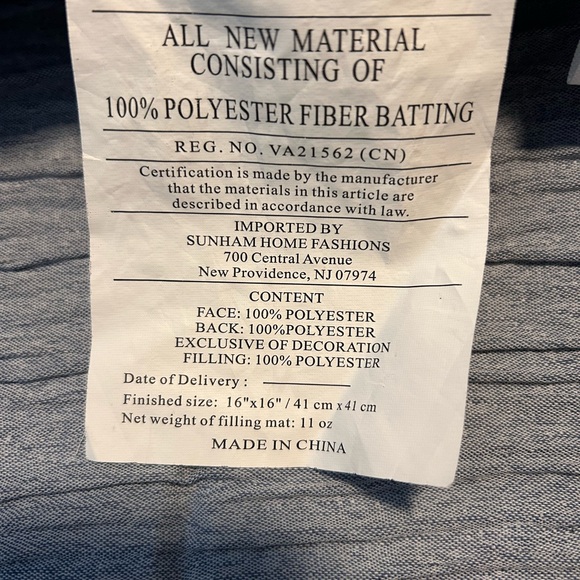 ALL NEW MATERIAL
CONSISTING OF
100% POLYESTER FIBER BATTING
REG. NO. VA21562 (CN)
Certification is made by the manufacturer
that the materials in this article are
described in accordance with law.
IMPORTED BY
SUNHAM HOME FASHIONS
700 Central Avenue
New Providence, NJ 07974
CONTENT
FACE: 100% POLYESTER
BACK: 100%POLYESTER
EXCLUSIVE OF DECORATION
FILLING: 100% POLYESTER
Date of Delivery :
Finished size: 16"x16" / 41 cm x 41 cm
Net weight of filling mat: 11 oz
MADE IN CHINA